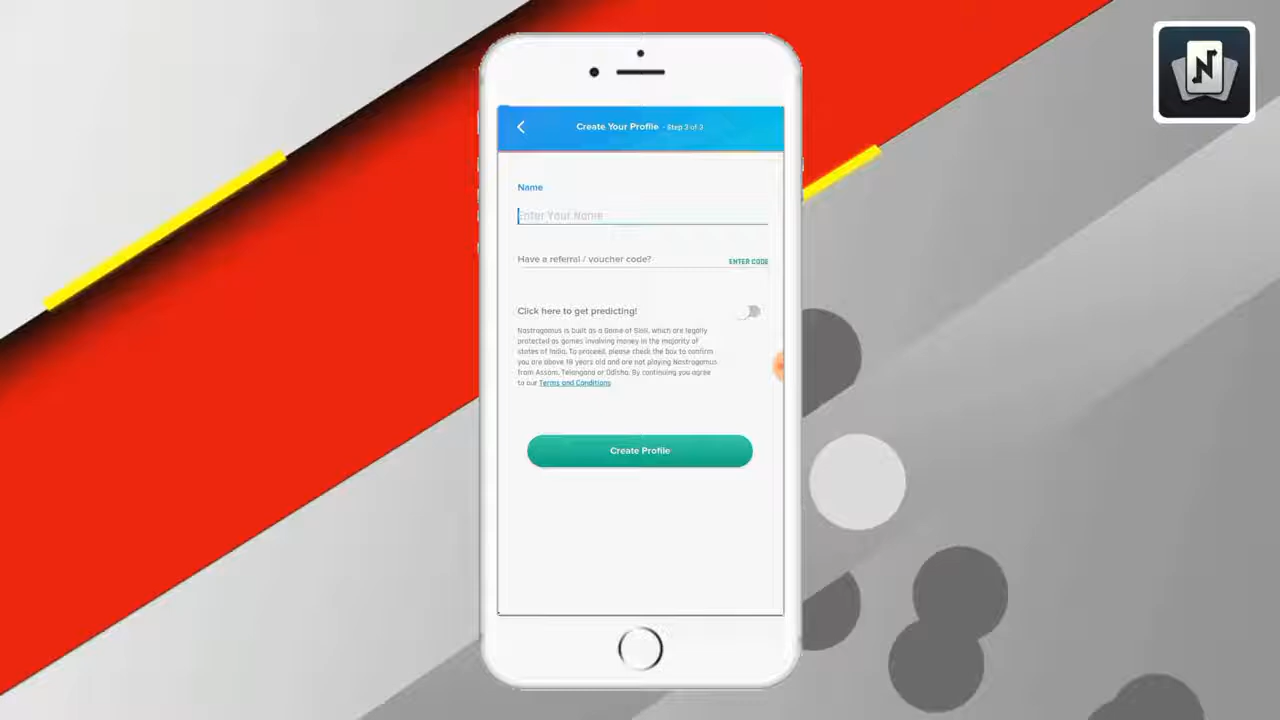 N
Create Your Profile - Step 3 of 3
Name
Enter Your Name
Have a referral / voucher code?
ENTER CODE
Click here to get predicting!
Nostragamus is built as a Game of Skill, which are legally
protected as games involving money in the majority of
states of India. To proceed, please check the box to confirm
you are above 18 years old and are not playing Nostragamus
from Assam, Telangana or Odisha. By continuing you agree
to our Terms and Conditions
Create Profile